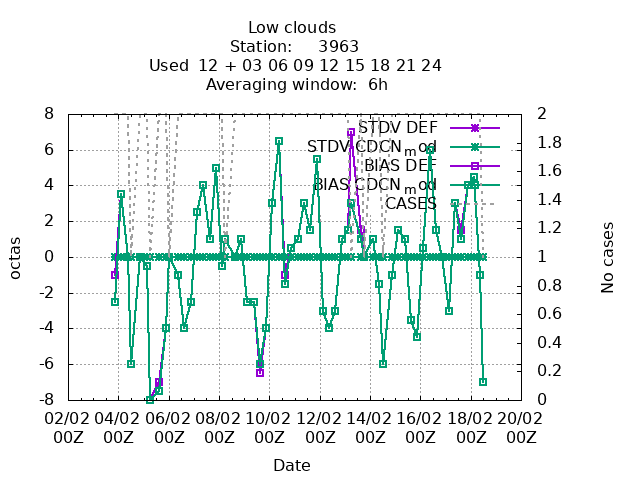 Low clouds
Station: 3963
Used 12 + 03 06 09 12 15 18 21 24
Averaging window: 6h
8
6
4
2
0
-2
-4
-6
-8
octas
2
1.8
1.6
1.4
1.2
1
0.8
0.6
0.4
0.2
0
No cases
STDV DEF
STDV CDCN_mod
BIAS DEF
BIAS CDCN_mod
CASES
02/02 04/02 06/02 08/02 10/02 12/02 14/02 16/02 18/02 20/02
00Z 00Z 00Z 00Z 00Z 00Z 00Z 00Z 00Z 00Z
Date